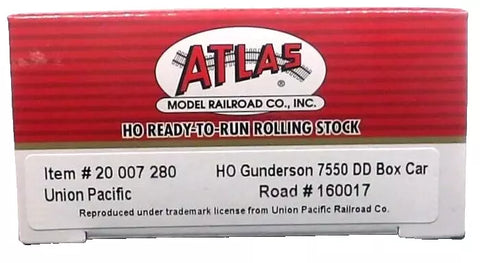 ATLAS
®
MODEL RAILROAD CO., INC.
HO READY-TO-RUN ROLLING STOCK
Item # 20 007 280 HO Gunderson 7550 DD Box Car
Union Pacific Road # 160017
Reproduced under trademark license from Union Pacific Railroad Co.